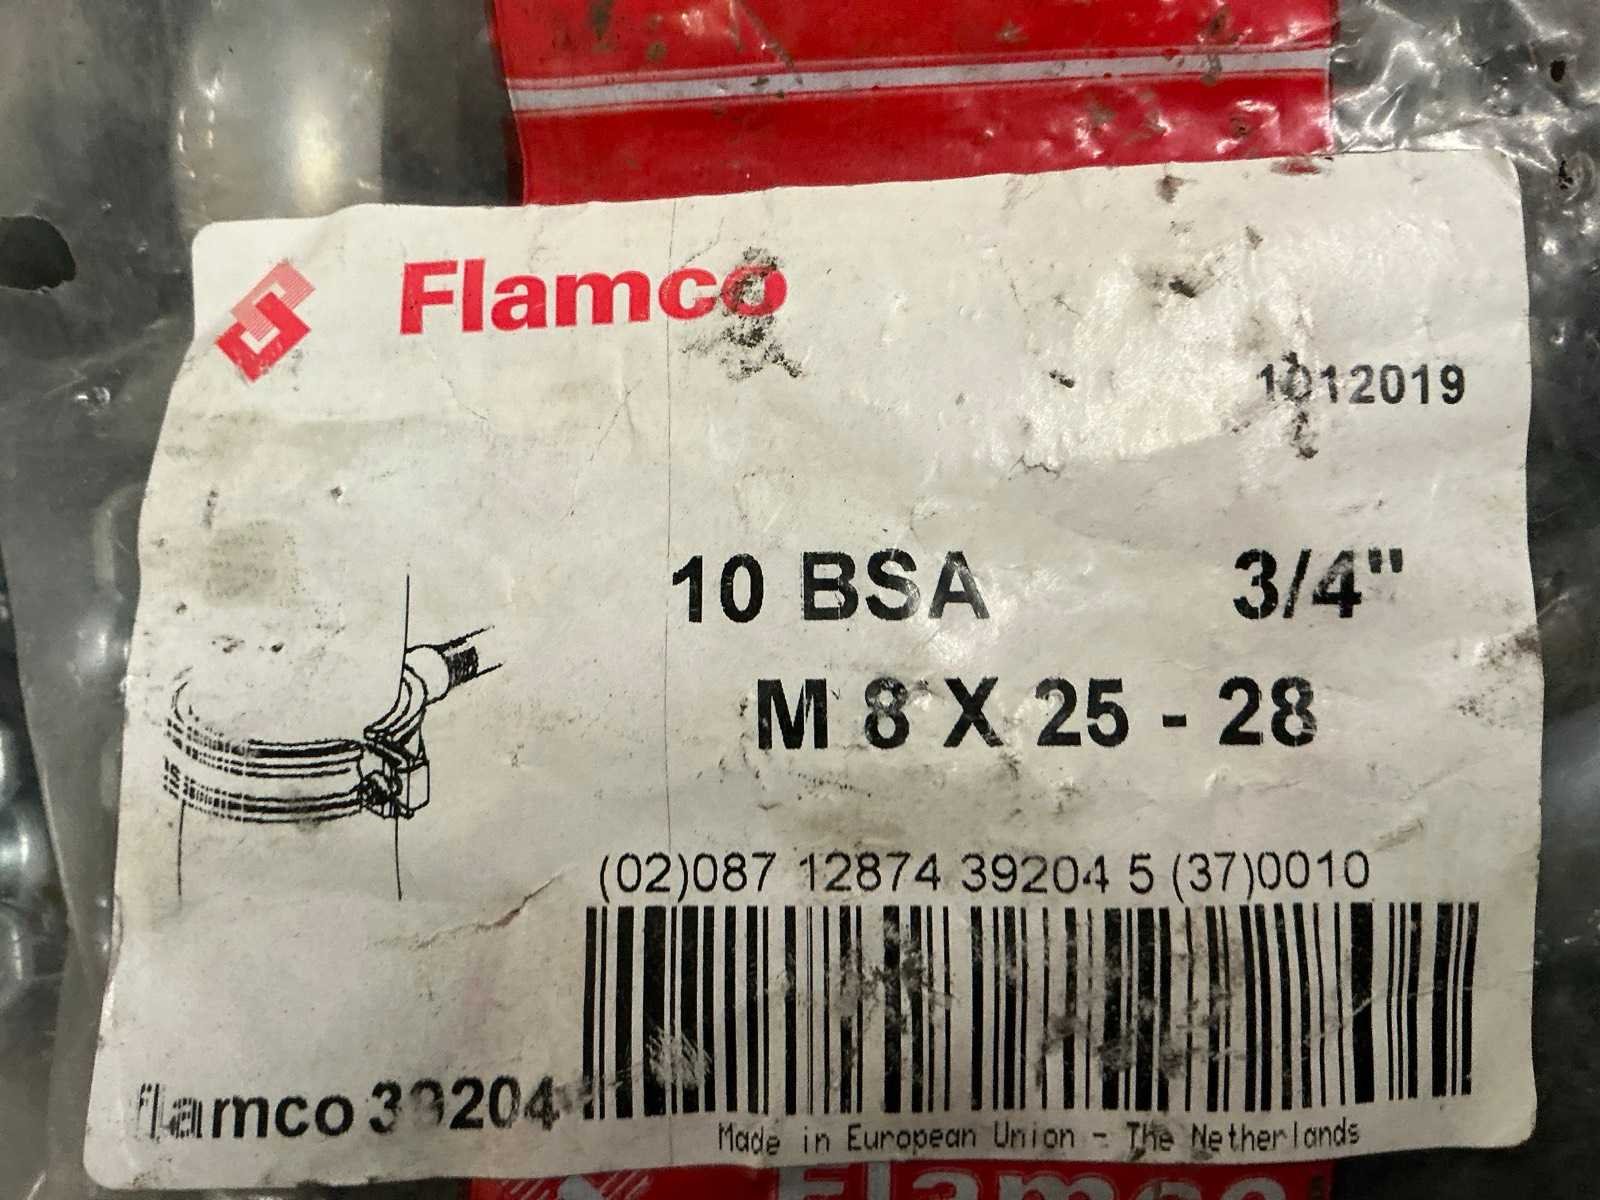 Flamco
1012019
10 BSA 3/4"
M 8 X 25 - 28
(02)087 12874 39204 5 (37)0010
flamco 39204
Made in European Union - The Netherlands
Flamco